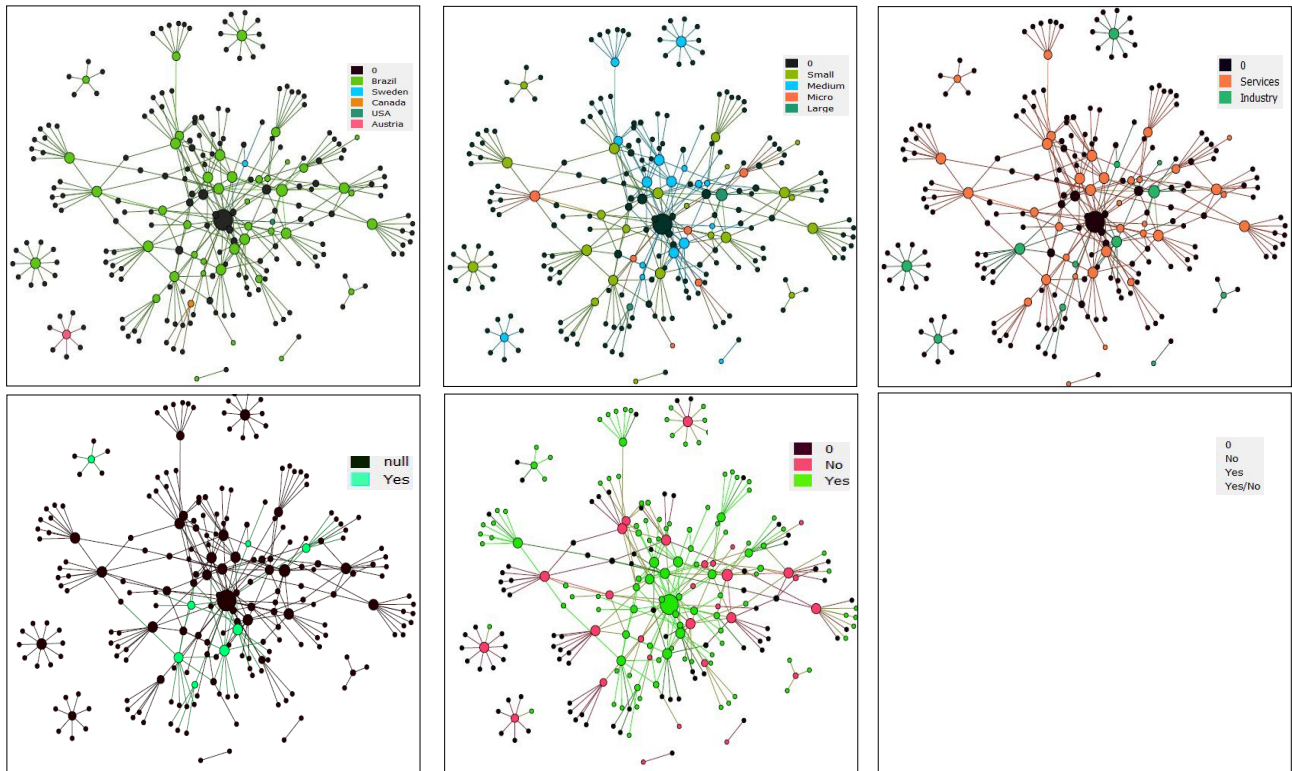 0
Brazil
Sweden
Canada
USA
Austria
0
Small
Medium
Micro
Large
0
Services
Industry
null
Yes
0
No
Yes
0
No
Yes
Yes/No